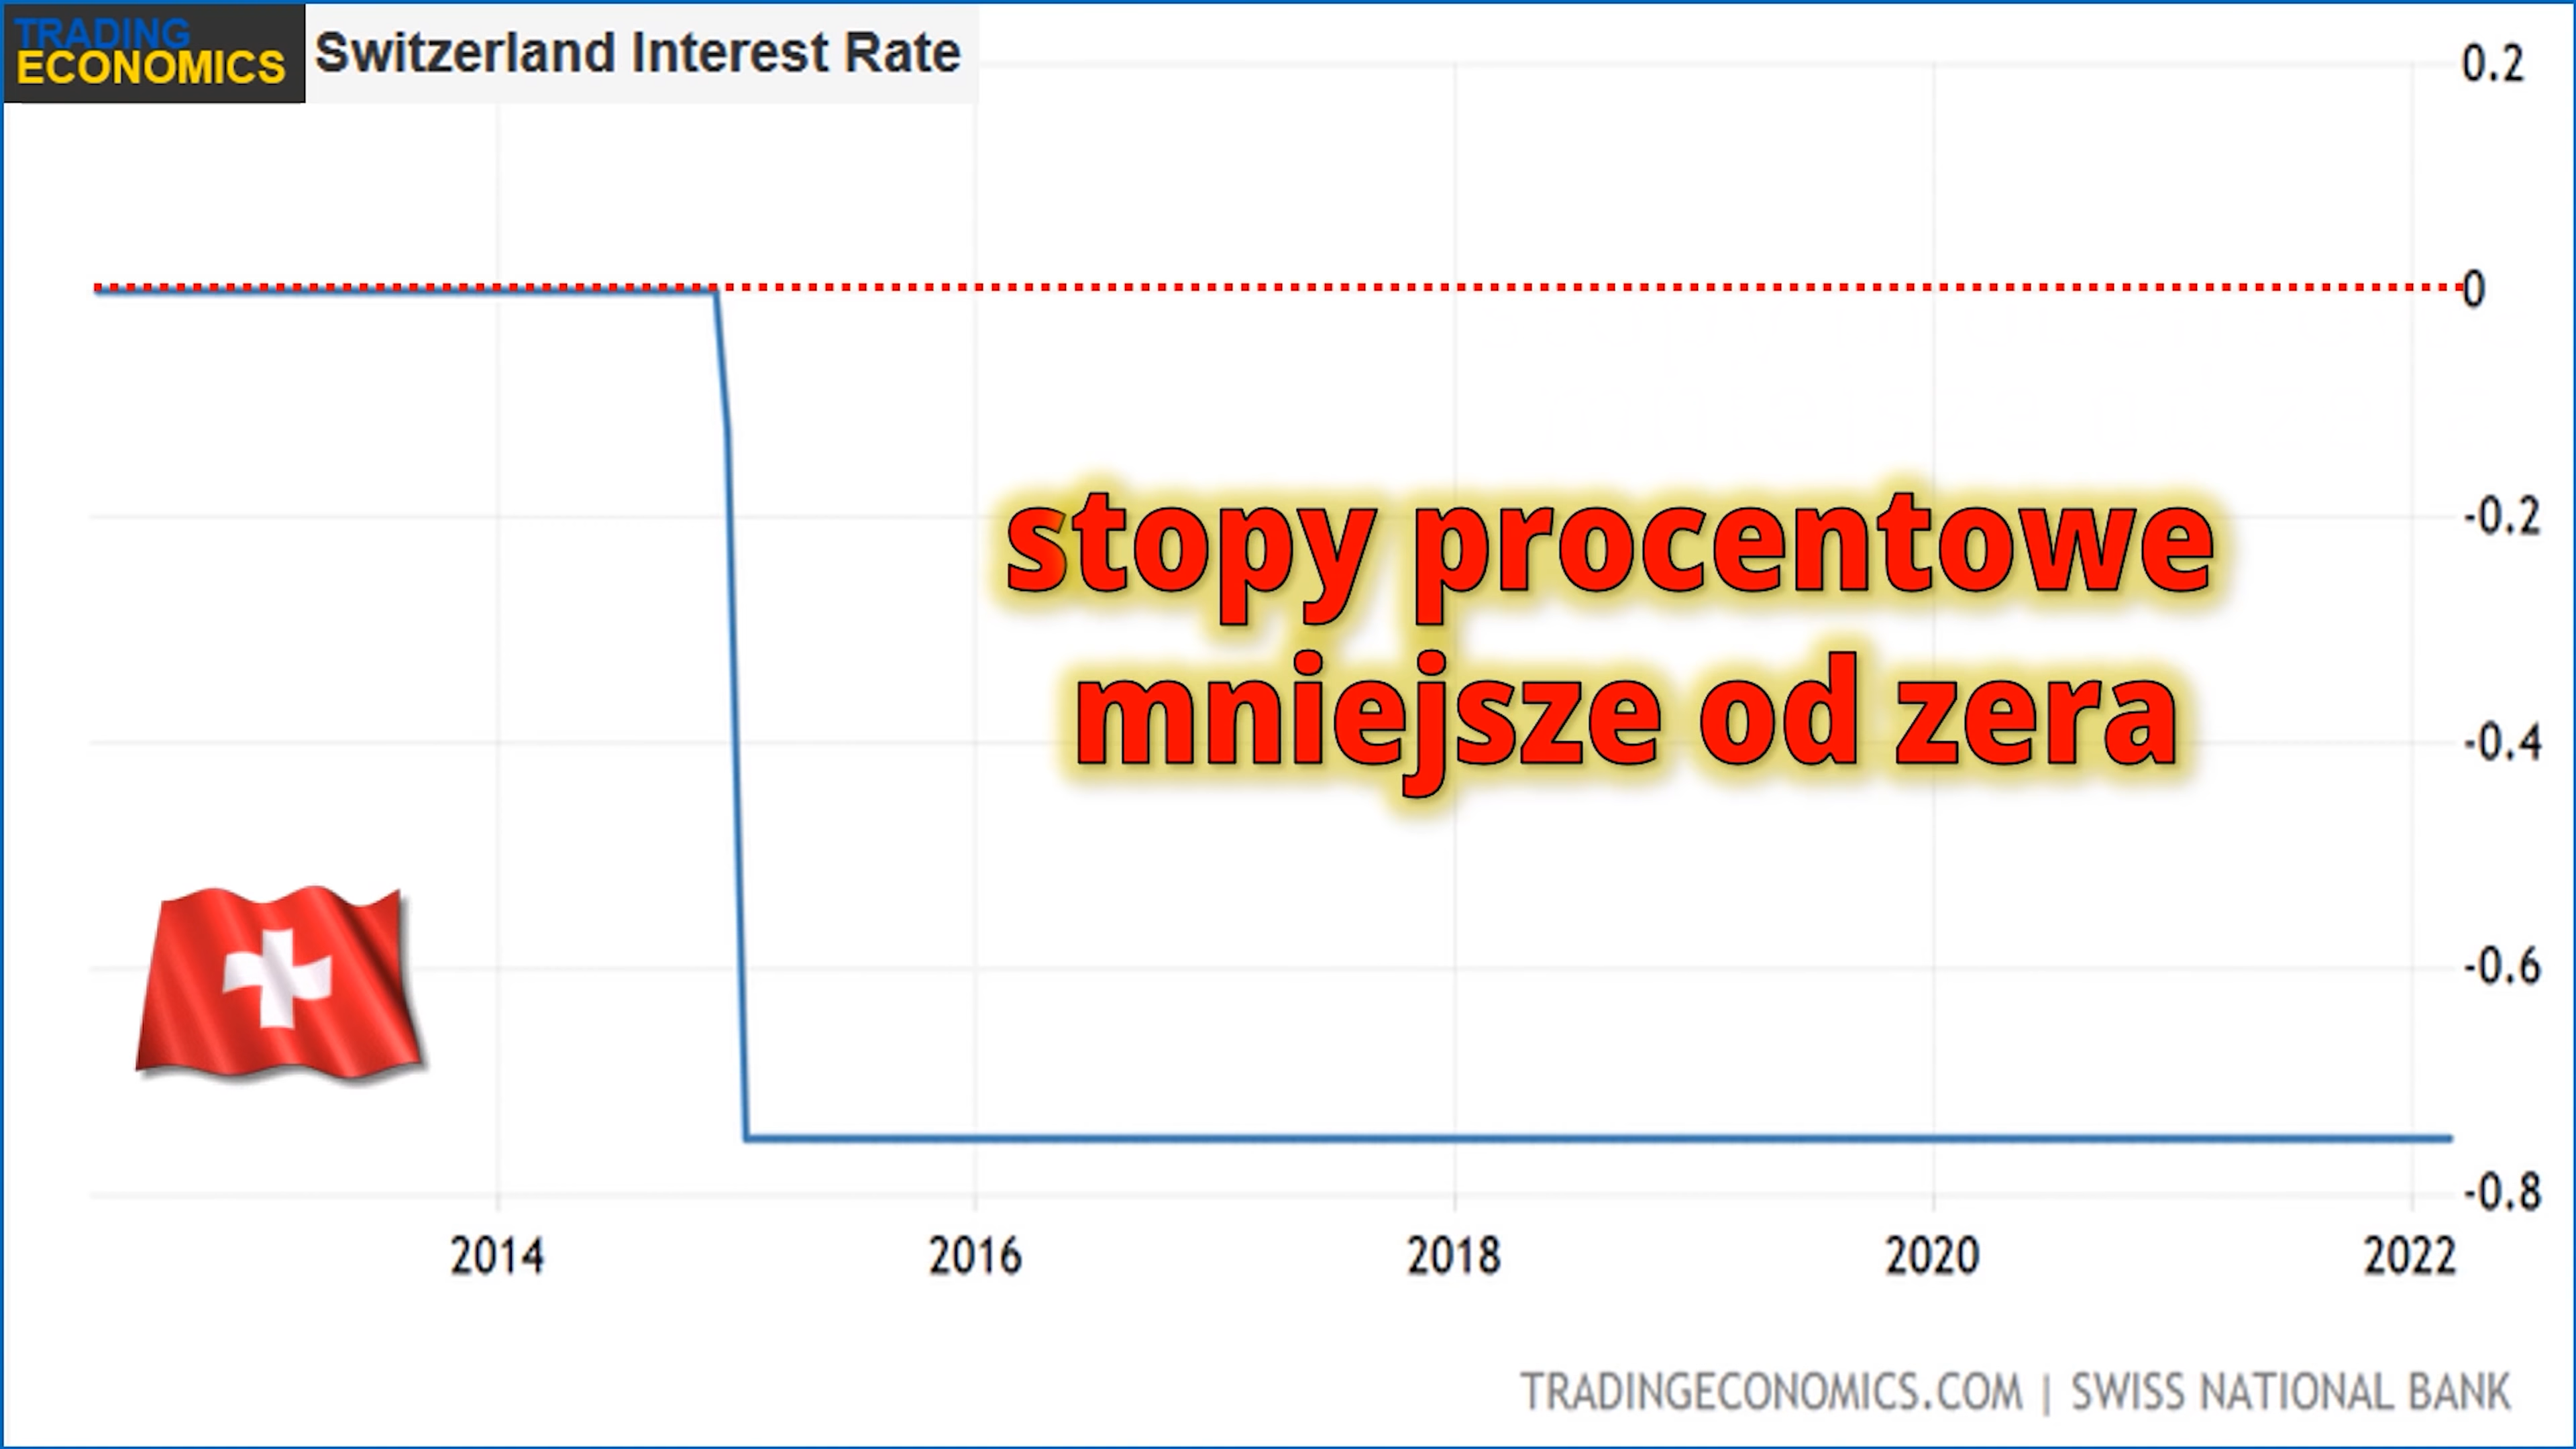 TRADING
ECONOMICS
Switzerland Interest Rate
0.2
0
-0.2
stopy procentowe
-0.4
mniejsze od zera
-0.6
-0.8
2014 2016 2018 2020 2022
TRADINGECONOMICS.COM | SWISS NATIONAL BANK